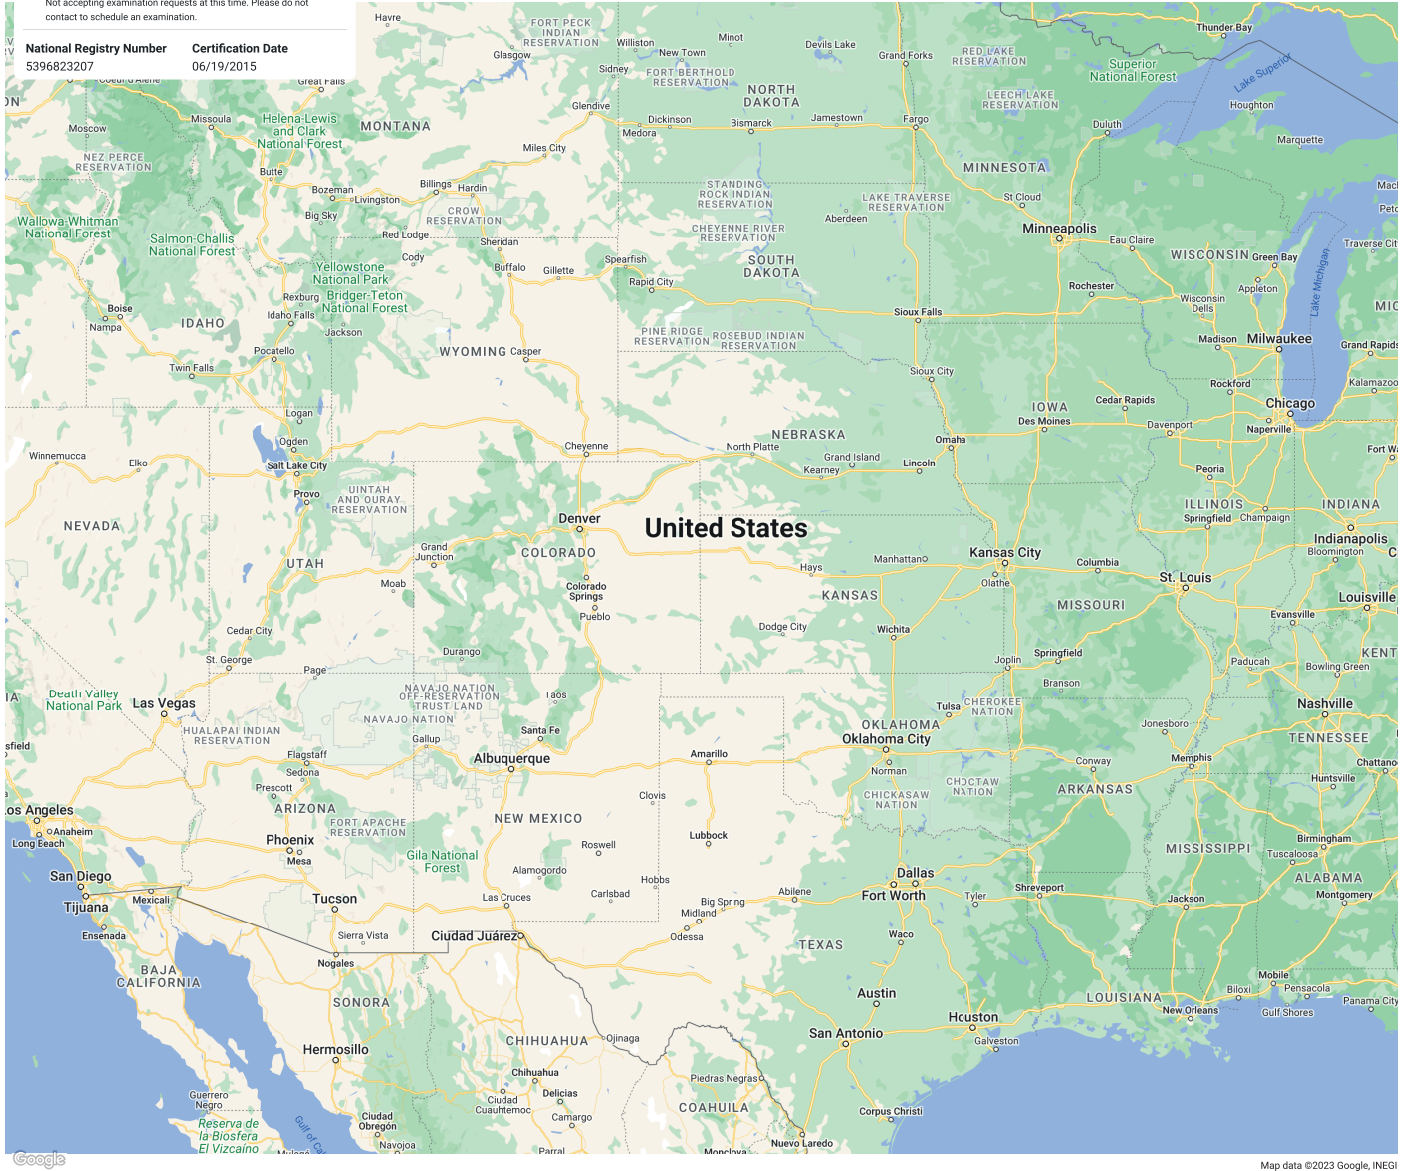 Not accepting examination requests at this time. Please do not
contact to schedule an examination.
National Registry Number Certification Date
5396823207 06/19/2015
Havre
FORT PECK
INDIAN
RESERVATION
Williston
Minot
Devils Lake
Grand Forks
RED LAKE
RESERVATION
Thunder Bay
Glasgow
New Town
Sidney
FORT BERTHOLD
RESERVATION
Superior
National Forest
Lake Superior
Coeur d'Alene
Great Falls
NORTH
DAKOTA
LEECH LAKE
RESERVATION
Houghton
Glendive
Missoula
Helena-Lewis
and Clark
National Forest
MONTANA
Dickinson
Medora
Bismarck
Jamestown
Fargo
Duluth
Marquette
Moscow
NEZ PERCE
RESERVATION
Miles City
MINNESOTA
Butte
Bozeman
Livingston
Billings
Hardin
STANDING
ROCK INDIAN
RESERVATION
LAKE TRAVERSE
RESERVATION
St Cloud
Big Sky
CROW
RESERVATION
Aberdeen
Wallowa-Whitman
National Forest
Salmon-Challis
National Forest
Red Lodge
Sheridan
CHEYENNE RIVER
RESERVATION
Minneapolis
Eau Claire
Traverse Cit
Cody
Buffalo
Gillette
Spearfish
SOUTH
DAKOTA
WISCONSIN
Green Bay
Lake Michigan
Yellowstone
National Park
Bridger-Teton
National Forest
Rapid City
Rochester
Appleton
Rexburg
Idaho Falls
Boise
Nampa
IDAHO
Jackson
Sioux Falls
Wisconsin
Dells
MIC
PINE RIDGE
RESERVATION
ROSEBUD INDIAN
RESERVATION
Madison
Milwaukee
Grand Rapids
Pocatello
WYOMING
Casper
Twin Falls
Sioux City
Rockford
Kalamazoo
Logan
IOWA
Cedar Rapids
Chicago
Des Moines
Davenport
Naperville
Ogden
Cheyenne
North Platte
NEBRASKA
Omaha
Fort Wa
Winnemucca
Elko
Salt Lake City
Grand Island
Kearney
Lincoln
Peoria
Provo
UINTAH
AND OURAY
RESERVATION
ILLINOIS
INDIANA
NEVADA
Denver
United States
Springfield
Champaign
Indianapolis
Bloomington
Grand
Junction
COLORADO
Manhattan
Kansas City
Columbia
St. Louis
UTAH
Moab
Colorado
Springs
Hays
Olathe
KANSAS
MISSOURI
Louisville
Pueblo
Evansville
Cedar City
Dodge City
Wichita
St. George
Page
Durango
Joplin
Springfield
Paducah
Bowling Green
KENT
Branson
Death Valley
National Park
Las Vegas
NAVAJO NATION
OFF-RESERVATION
TRUST LAND
NAVAJO NATION
Taos
Tulsa
CHEROKEE
NATION
Nashville
HUALAPAI INDIAN
RESERVATION
Gallup
Santa Fe
OKLAHOMA
Oklahoma City
Jonesboro
TENNESSEE
sfield
Flagstaff
Sedona
Albuquerque
Amarillo
Norman
Conway
Memphis
Chattanoo
Prescott
Clovis
CHICKASAW
NATION
CHOCTAW
NATION
ARKANSAS
Huntsville
Los Angeles
Anaheim
Long Beach
ARIZONA
FORT APACHE
RESERVATION
NEW MEXICO
Phoenix
Mesa
Gila National
Forest
Roswell
Lubbock
MISSISSIPPI
Birmingham
Tuscaloosa
San Diego
Alamogordo
Hobbs
Dallas
ALABAMA
Tijuana
Mexicali
Tucson
Las Cruces
Carlsbad
Big Spring
Midland
Abilene
Fort Worth
Tyler
Shreveport
Jackson
Montgomery
Ensenada
Sierra Vista
Ciudad Juárez
Odessa
Waco
TEXAS
Nogales
BAJA
CALIFORNIA
Mobile
Biloxi
Pensacola
SONORA
Austin
LOUISIANA
New Orleans
Gulf Shores
Panama City
Houston
San Antonio
Galveston
Hermosillo
CHIHUAHUA
Ojinaga
Chihuahua
Piedras Negras
Guerrero
Negro
Ciudad
Cuauhtemoc
Delicias
COAHUILA
Corpus Christi
Ciudad
Obregón
Camargo
Reserva de
la Biosfera
El Vizcaíno
Navojoa
Parral
Nuevo Laredo
Google
Map data ©2023 Google, INEGI